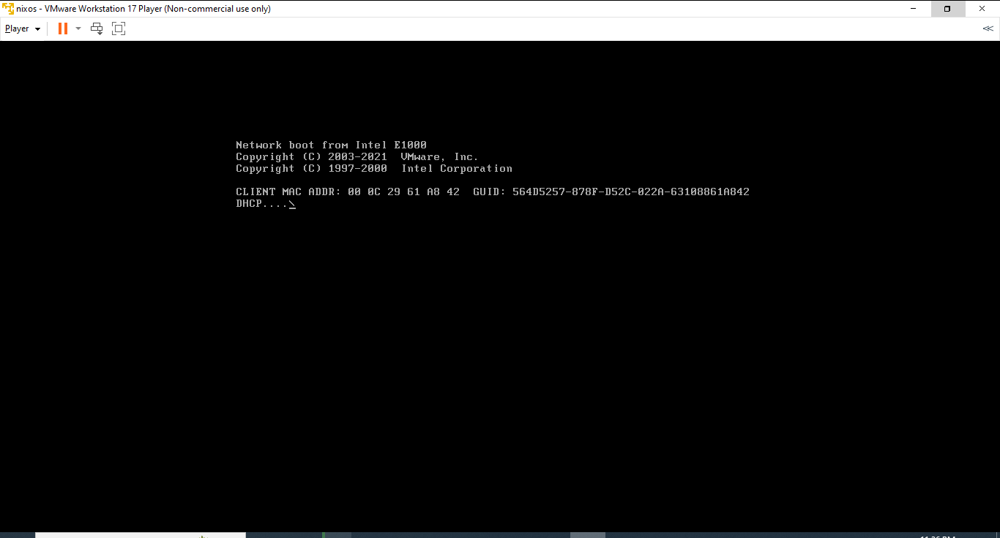 nixos - VMware Workstation 17 Player (Non-commercial use only)
Player
Network boot from Intel E1000
Copyright (C) 2003-2021  VMware, Inc.
Copyright (C) 1997-2000  Intel Corporation
CLIENT MAC ADDR: 00 0C 29 61 A8 42  GUID: 564D5257-878F-D52C-022A-63108861A842
DHCP....\